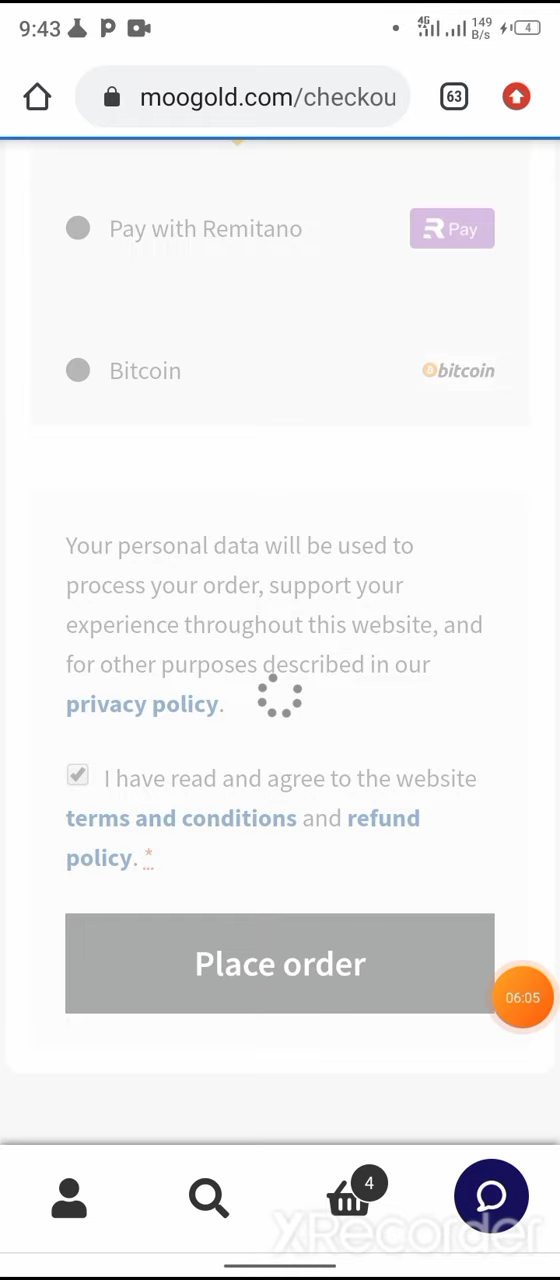 9:43 4G 149 B/s 4
moogold.com/checkou 63
Pay with Remitano R Pay
Bitcoin bitcoin
Your personal data will be used to
process your order, support your
experience throughout this website, and
for other purposes described in our
privacy policy.
I have read and agree to the website
terms and conditions and refund
policy. *
Place order
06:05
4
XRecorder